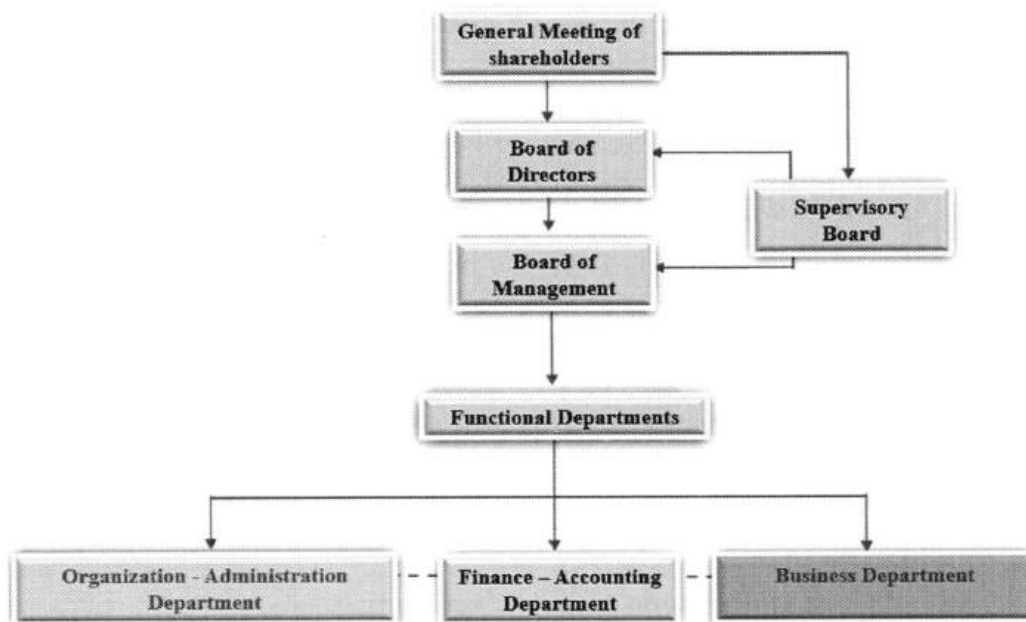 General Meeting of
shareholders
Board of
Directors
Supervisory
Board
Board of
Management
Functional Departments
Organization - Administration
Department
Finance – Accounting
Department
Business Department